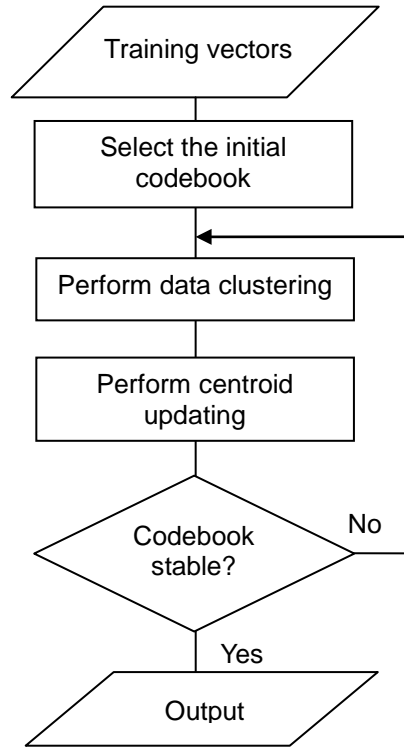 Training vectors
Select the initial
codebook
Perform data clustering
Perform centroid
updating
Codebook
stable?
No
Yes
Output